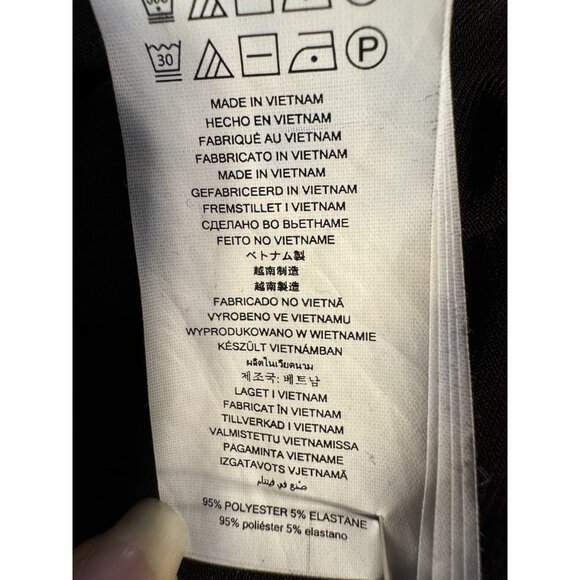 30
P
MADE IN VIETNAM
HECHO EN VIETNAM
FABRIQUÉ AU VIETNAM
FABBRICATO IN VIETNAM
MADE IN VIETNAM
GEFABRICEERD IN VIETNAM
FREMSTILLET I VIETNAM
СДЕЛАНО ВО ВЬЕТНАМЕ
FEITO NO VIETNAME
ベトナム製
越南制造
越南製造
FABRICADO NO VIETNÃ
VYROBENO VE VIETNAMU
WYPRODUKOWANO W WIETNAMIE
KÉSZÜLT VIETNÁMBAN
ผลิตในเวียดนาม
제조국: 베트남
LAGET I VIETNAM
FABRICAT ÎN VIETNAM
TILLVERKAD I VIETNAM
VALMISTETTU VIETNAMISSA
PAGAMINTA VIETNAME
IZGATAVOTS VJETNAMĀ
صنع في فيتنام
95% POLYESTER 5% ELASTANE
95% poliéster 5% elastano